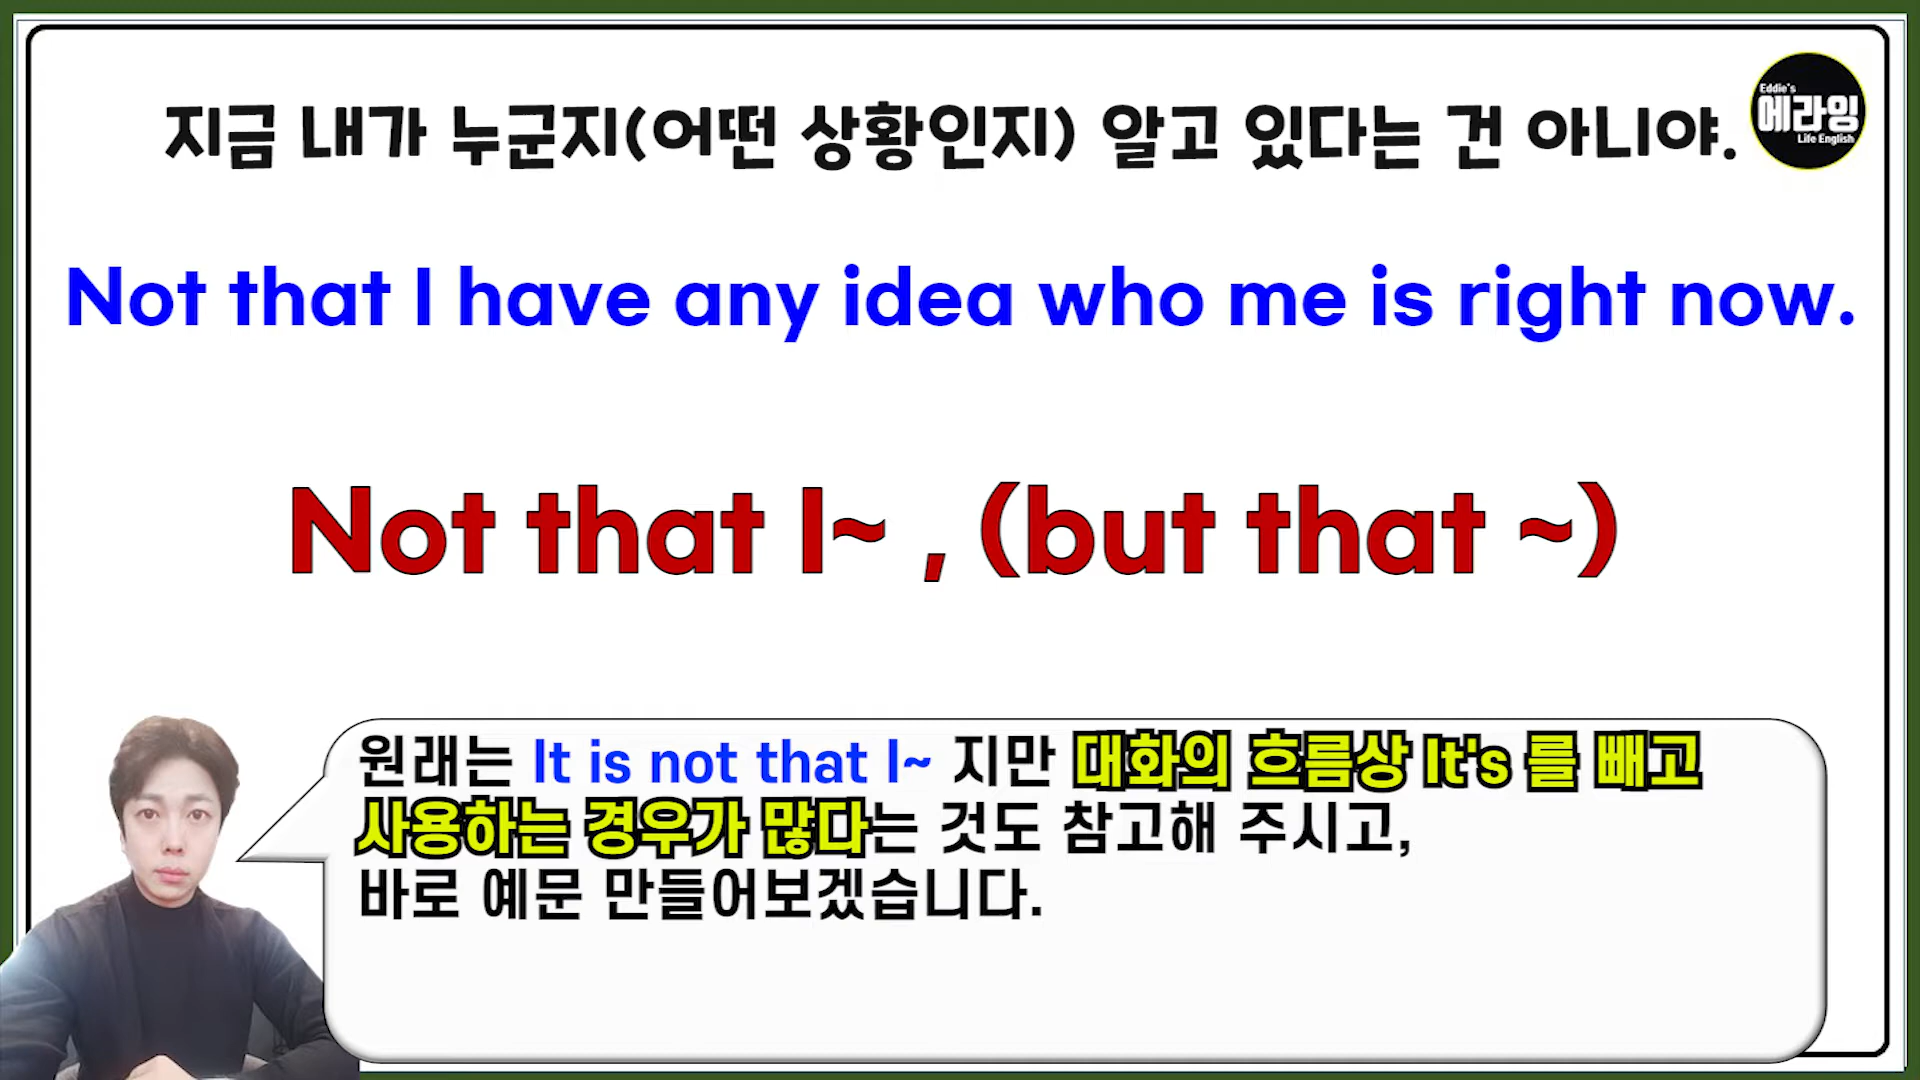 지금 내가 누군지(어떤 상황인지) 알고 있다는 건 아니야.
Eddie's
에라잉
Life English
Not that I have any idea who me is right now.
Not that I~ , (but that ~)
원래는 It is not that I~ 지만 대화의 흐름상 It's 를 빼고
사용하는 경우가 많다는 것도 참고해 주시고,
바로 예문 만들어보겠습니다.